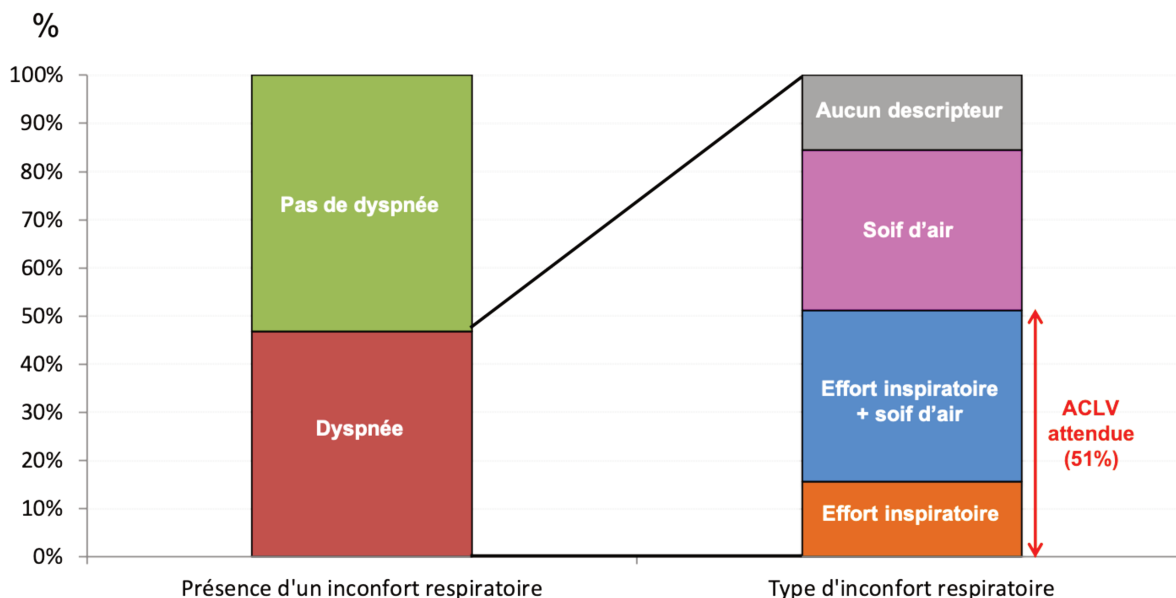 %
100%
90%
80%
70%
60%
50%
40%
30%
20%
10%
0%
Pas de dyspnée
Dyspnée
Aucun descripteur
Soif d’air
Effort inspiratoire
+ soif d’air
Effort inspiratoire
ACLV
attendue
(51%)
Présence d'un inconfort respiratoire
Type d'inconfort respiratoire